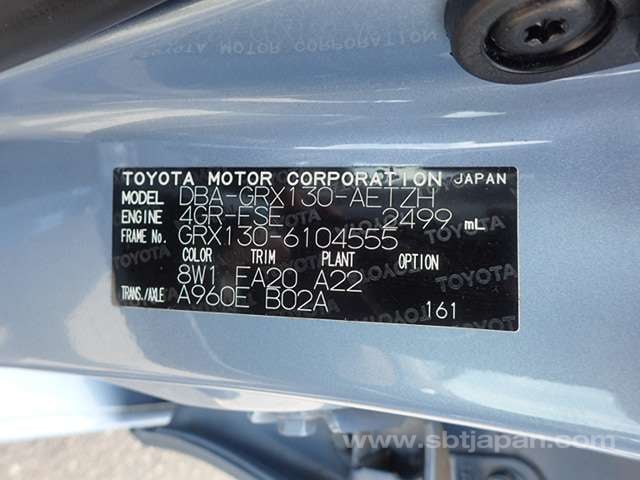 TOYOTA MOTOR CORPORATION JAPAN
MODEL DBA-GRX130-AETZH
ENGINE 4GR-FSE 2499 mL
FRAME No. GRX130-6104555
COLOR TRIM PLANT OPTION
8W1 FA20 A22
TRANS./AXLE A960E B02A
161
www.sbtjapan.com